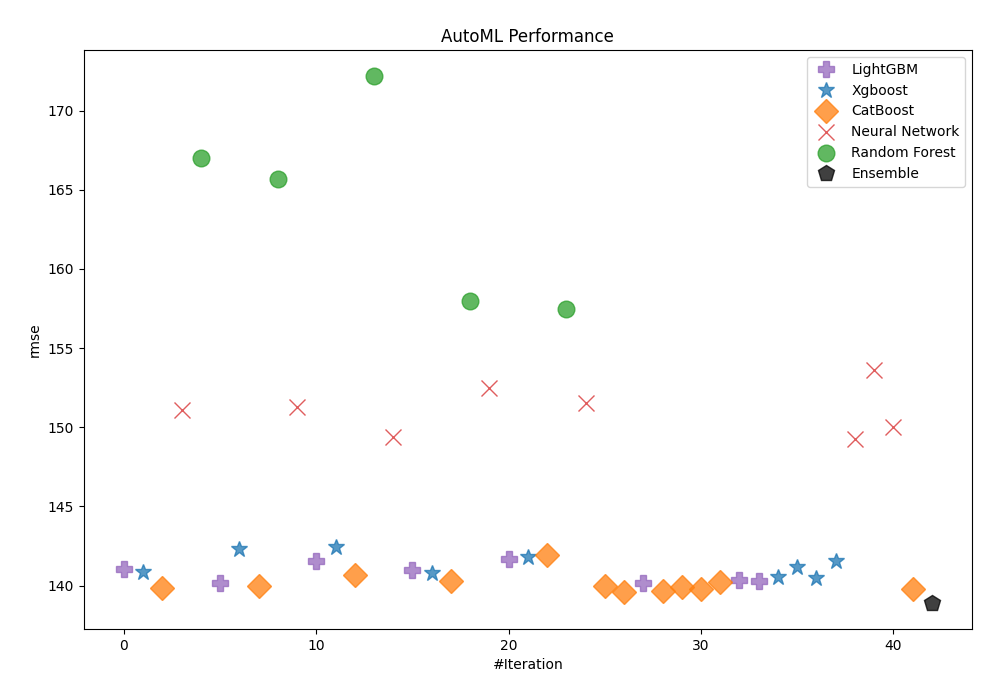 AutoML Performance
LightGBM
Xgboost
CatBoost
Neural Network
Random Forest
Ensemble
170
165
160
155
150
145
140
rmse
0 10 20 30 40
#Iteration